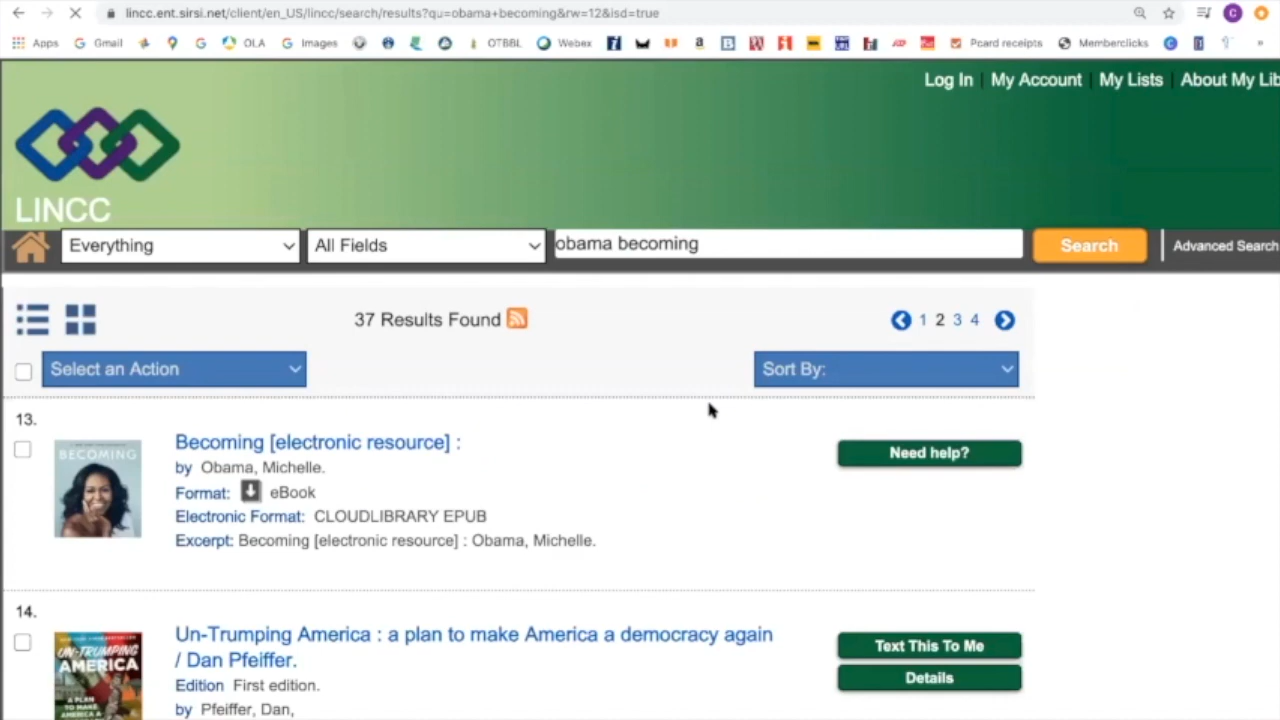 lincc.ent.sirsi.net/client/en_US/lincc/search/results?qu=obama+becoming&rw=12&isd=true
Apps Gmail OLA Images OTBBL Webex Pcard receipts Memberclicks
Log In My Account My Lists About My Lib
LINCC
Everything All Fields obama becoming Search Advanced Search
37 Results Found 1 2 3 4
Select an Action Sort By:
13.
BECOMING
Becoming [electronic resource] :
Need help?
by Obama, Michelle.
Format: eBook
Electronic Format: CLOUDLIBRARY EPUB
Excerpt: Becoming [electronic resource] : Obama, Michelle.
14.
UN-TRUMPING
AMERICA
A PLAN
TO MAKE
AMERICA A
Un-Trumping America : a plan to make America a democracy again
/ Dan Pfeiffer.
Text This To Me
Edition First edition.
Details
by Pfeiffer, Dan,